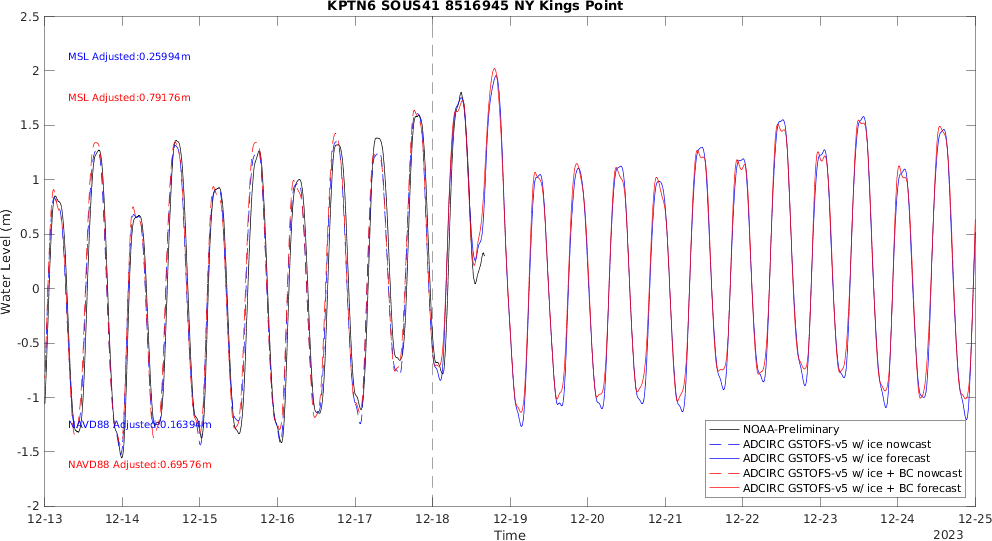 KPTN6 SOUS41 8516945 NY Kings Point
2.5
2
1.5
1
0.5
0
-0.5
-1
-1.5
-2
Water Level (m)
MSL Adjusted:0.25994m
MSL Adjusted:0.79176m
NAVD88 Adjusted:0.16394m
NAVD88 Adjusted:0.69576m
NOAA-Preliminary
ADCIRC GSTOFS-v5 w/ ice nowcast
ADCIRC GSTOFS-v5 w/ ice forecast
ADCIRC GSTOFS-v5 w/ ice + BC nowcast
ADCIRC GSTOFS-v5 w/ ice + BC forecast
12-13 12-14 12-15 12-16 12-17 12-18 12-19 12-20 12-21 12-22 12-23 12-24 12-25
Time
2023